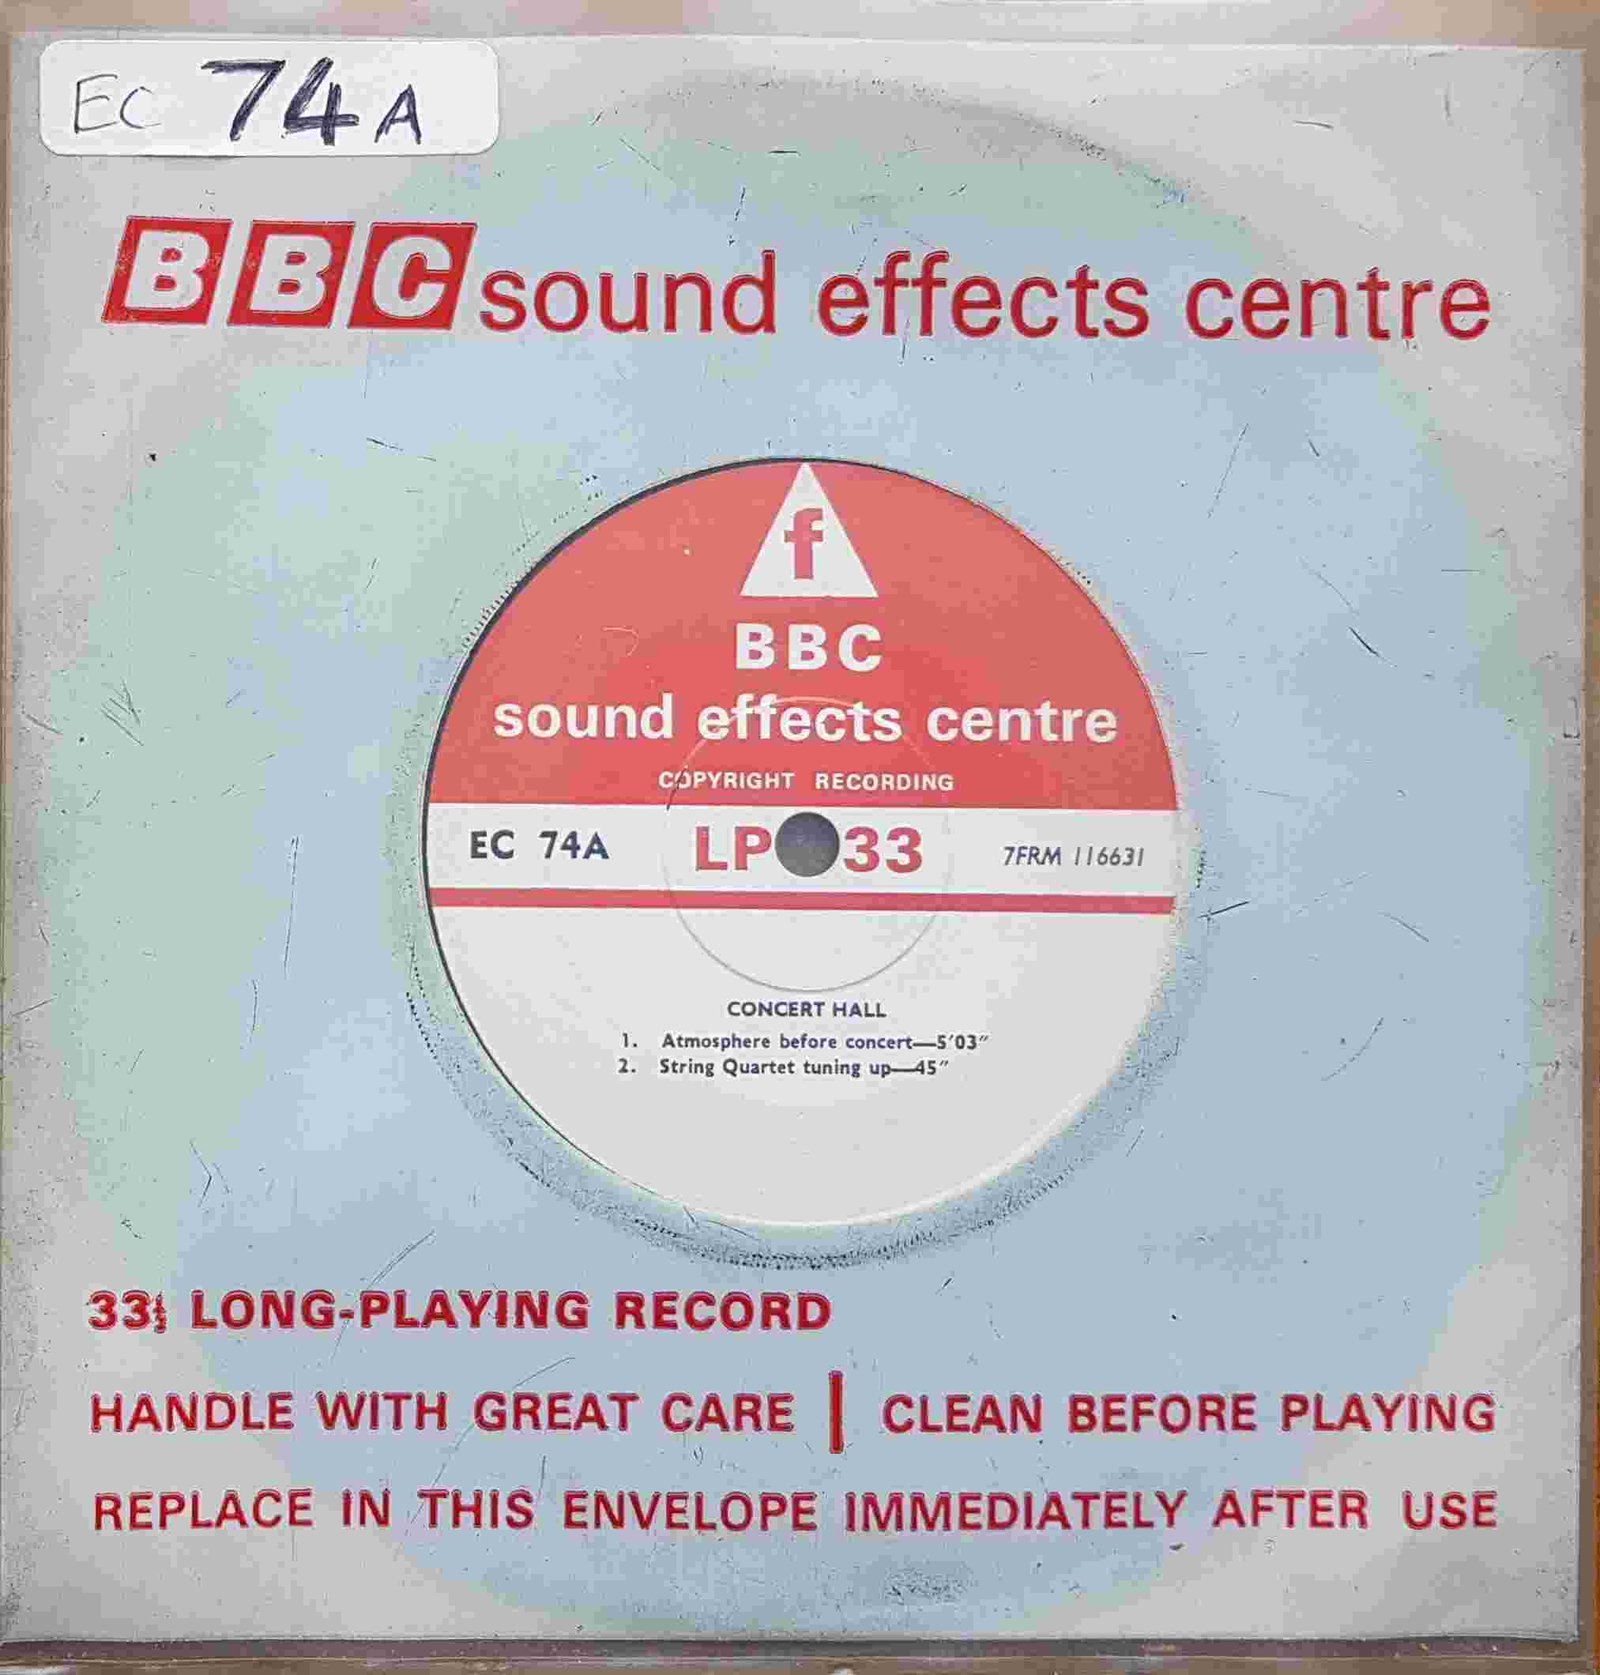 EC 74 A
BBC sound effects centre
f
BBC
sound effects centre
COPYRIGHT RECORDING
EC 74A LP 33 7FRM 116631
CONCERT HALL
1. Atmosphere before concert—5'03"
2. String Quartet tuning up—45"
33⅓ LONG-PLAYING RECORD
HANDLE WITH GREAT CARE | CLEAN BEFORE PLAYING
REPLACE IN THIS ENVELOPE IMMEDIATELY AFTER USE